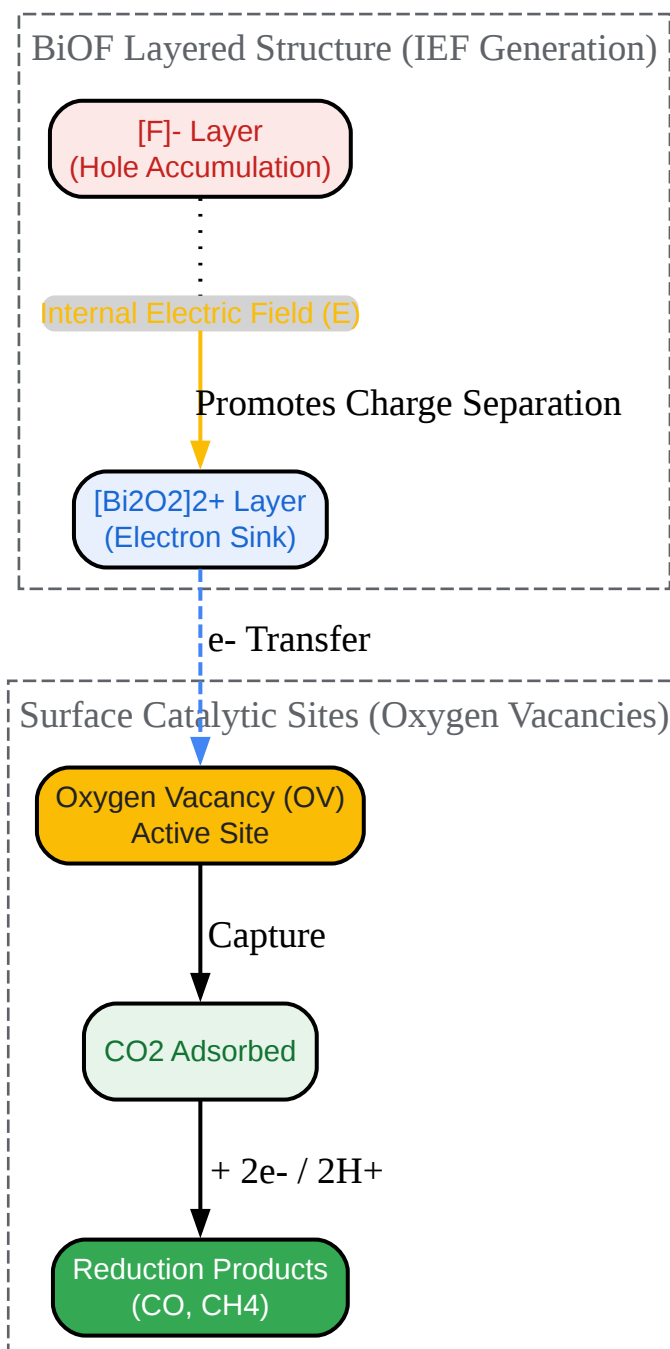 BiOF Layered Structure (IEF Generation)
[F]- Layer
(Hole Accumulation)
Internal Electric Field (E)
Promotes Charge Separation
[Bi2O2]2+ Layer
(Electron Sink)
e- Transfer
Surface Catalytic Sites (Oxygen Vacancies)
Oxygen Vacancy (OV)
Active Site
Capture
CO2 Adsorbed
+ 2e- / 2H+
Reduction Products
(CO, CH4)